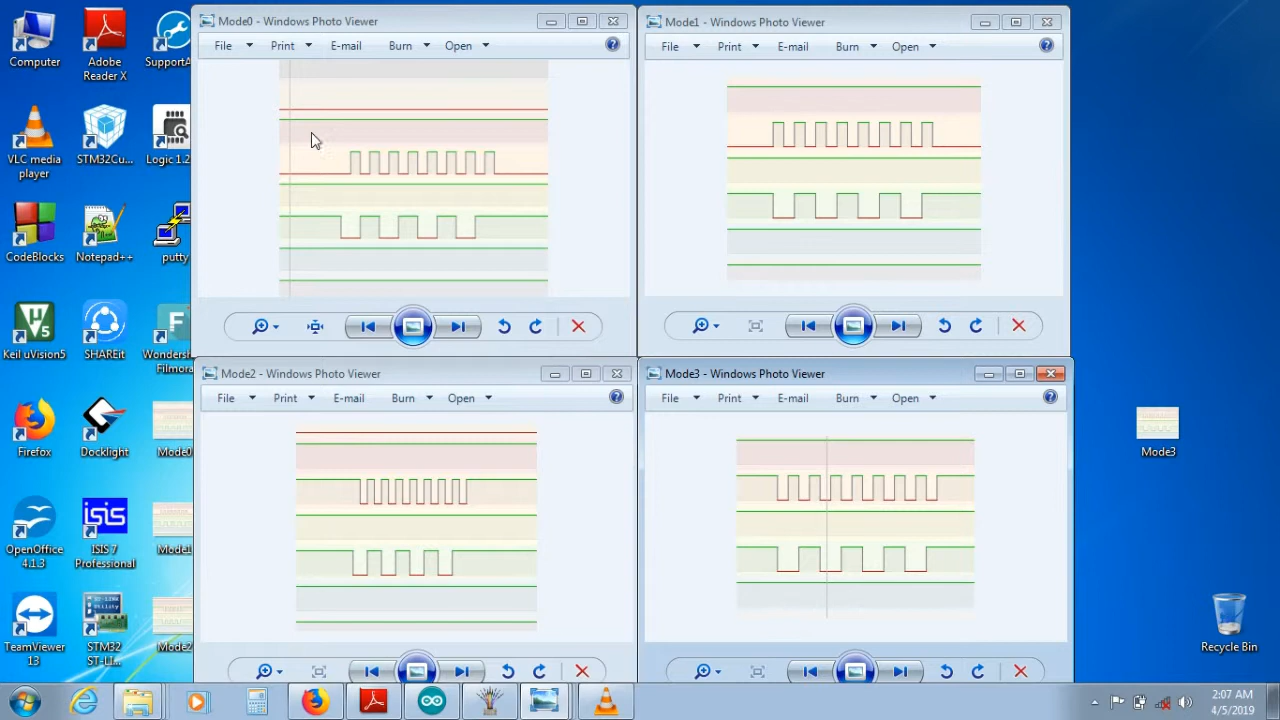 Computer
Adobe
Reader X
SupportA
VLC media
player
STM32Cu...
Logic 1.2
CodeBlocks
Notepad++
putty
Keil uVision5
SHAREit
Wondersh
Filmora
Firefox
Docklight
Mode0
OpenOffice
4.1.3
ISIS 7
Professional
Mode1
TeamViewer
13
STM32
ST-LI...
Mode2
Mode0 - Windows Photo Viewer
File
Print
E-mail
Burn
Open
Mode1 - Windows Photo Viewer
File
Print
E-mail
Burn
Open
Mode2 - Windows Photo Viewer
File
Print
E-mail
Burn
Open
Mode3 - Windows Photo Viewer
File
Print
E-mail
Burn
Open
Mode3
Recycle Bin
2:07 AM
4/5/2019